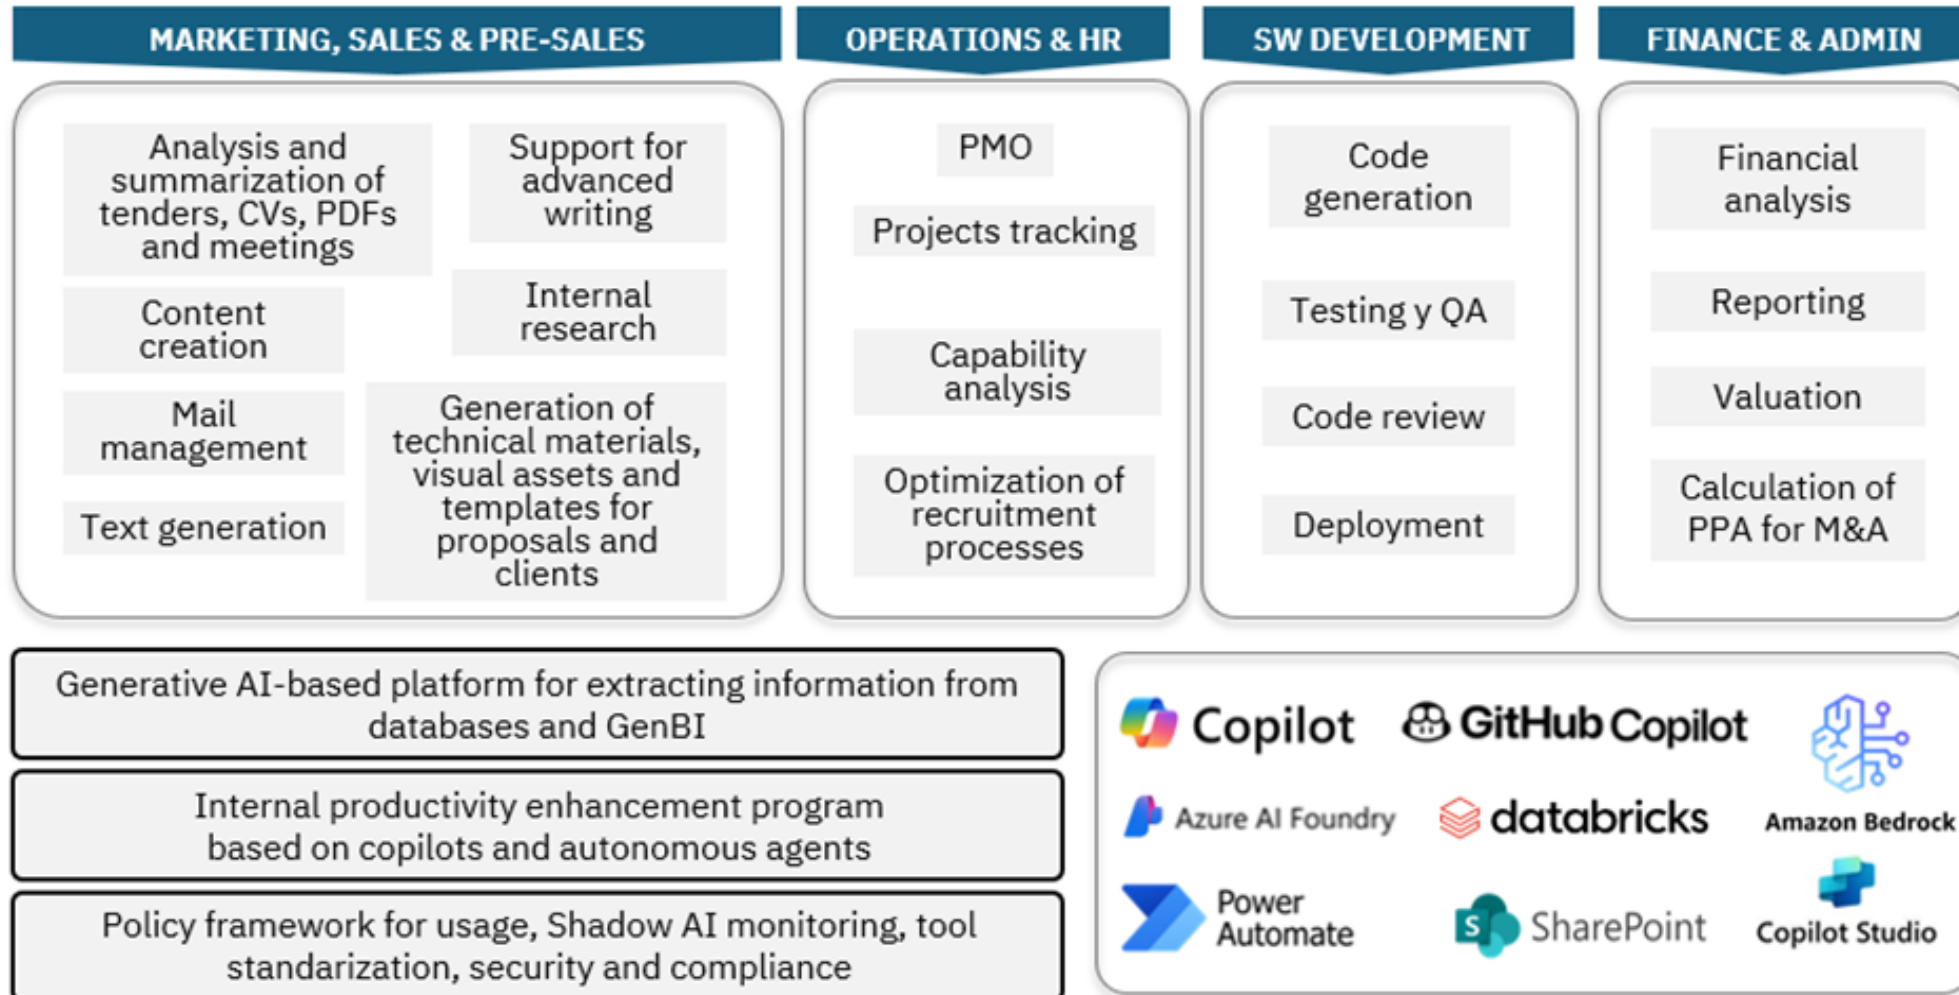 MARKETING, SALES & PRE-SALES
Analysis and
summarization of
tenders, CVs, PDFs
and meetings
Content
creation
Mail
management
Text generation
Support for
advanced
writing
Internal
research
Generation of
technical materials,
visual assets and
templates for
proposals and
clients
OPERATIONS & HR
PMO
Projects tracking
Capability
analysis
Optimization of
recruitment
processes
SW DEVELOPMENT
Code
generation
Testing y QA
Code review
Deployment
FINANCE & ADMIN
Financial
analysis
Reporting
Valuation
Calculation of
PPA for M&A
Generative AI-based platform for extracting information from
databases and GenBI
Internal productivity enhancement program
based on copilots and autonomous agents
Policy framework for usage, Shadow AI monitoring, tool
standarization, security and compliance
Copilot
GitHub Copilot
Amazon Bedrock
Azure AI Foundry
databricks
Power
Automate
S SharePoint
Copilot Studio